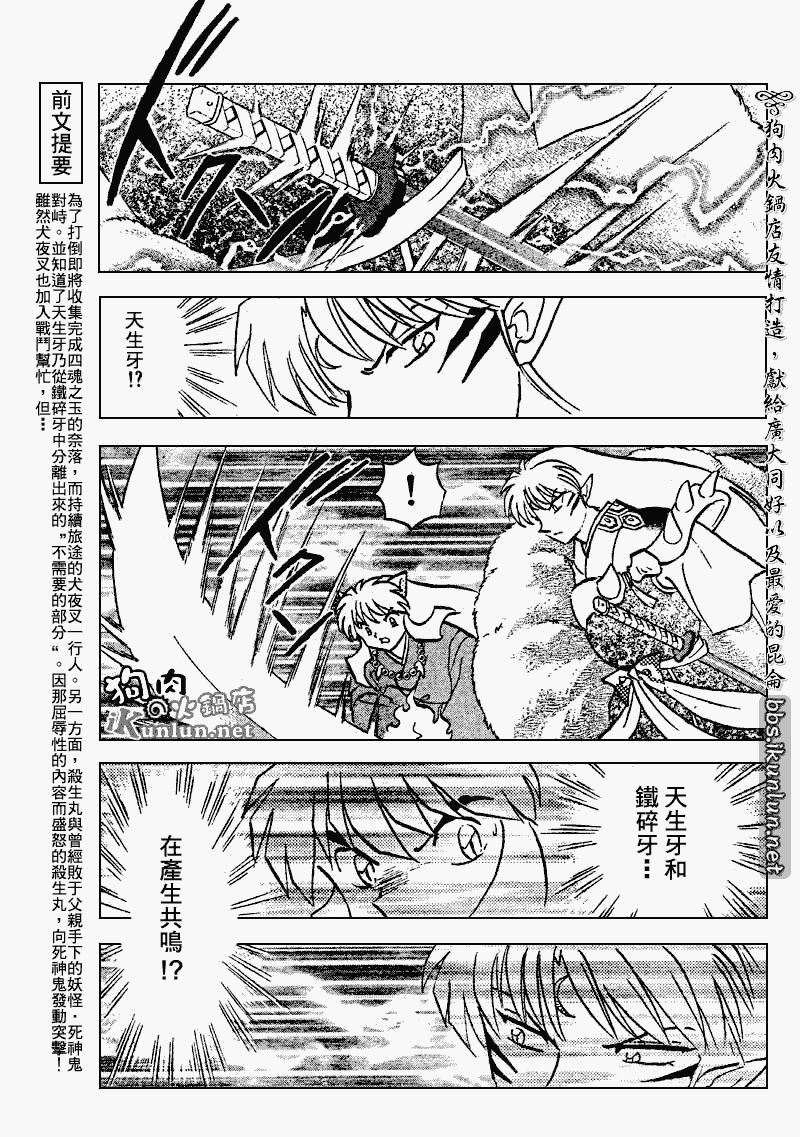 狗肉火鍋店友情打造，獻給廣大同好以及最愛的昆侖
bbs.ikunlun.net
天生牙!?
！
天生牙和
鐵碎牙…
在產生共鳴!?
狗肉の火鍋店
iKunlun.net
前文提要
為了打倒即將收集完成四魂之玉的奈落，而持續旅途的犬夜叉一行人。另一方面，殺生丸與曾經敗于父親手下的妖怪·死神鬼
對峙。並知道了天生牙乃從鐵碎牙中分離出來的〝不需要的部分〞。因那屈辱性的內容而盛怒的殺生丸，向死神鬼發動突擊！
雖然犬夜叉也加入戰鬥幫忙，但…